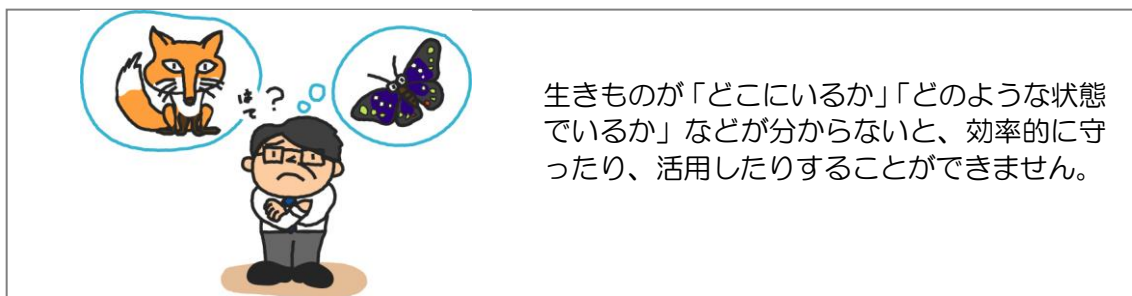 はて?
生きものが「どこにいるか」「どのような状態
でいるか」などが分からないと、効率的に守
ったり、活用したりすることができません。